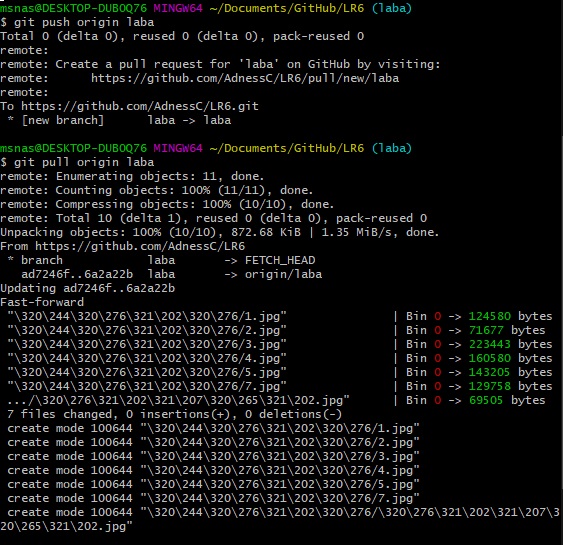 msnas@DESKTOP-DUBOQ76 MINGW64 ~/Documents/GitHub/LR6 (laba)
$ git push origin laba
Total 0 (delta 0), reused 0 (delta 0), pack-reused 0
remote:
remote: Create a pull request for 'laba' on GitHub by visiting:
remote:      https://github.com/AdnessC/LR6/pull/new/laba
remote:
To https://github.com/AdnessC/LR6.git
 * [new branch]      laba -> laba

msnas@DESKTOP-DUBOQ76 MINGW64 ~/Documents/GitHub/LR6 (laba)
$ git pull origin laba
remote: Enumerating objects: 11, done.
remote: Counting objects: 100% (11/11), done.
remote: Compressing objects: 100% (10/10), done.
remote: Total 10 (delta 1), reused 0 (delta 0), pack-reused 0
Unpacking objects: 100% (10/10), 872.68 KiB | 1.35 MiB/s, done.
From https://github.com/AdnessC/LR6
 * branch            laba       -> FETCH_HEAD
   ad7246f..6a2a22b  laba       -> origin/laba
Updating ad7246f..6a2a22b
Fast-forward
 "\320\244\320\276\321\202\320\276/1.jpg"               | Bin 0 -> 124580 bytes
 "\320\244\320\276\321\202\320\276/2.jpg"               | Bin 0 -> 71677 bytes
 "\320\244\320\276\321\202\320\276/3.jpg"               | Bin 0 -> 223443 bytes
 "\320\244\320\276\321\202\320\276/4.jpg"               | Bin 0 -> 160580 bytes
 "\320\244\320\276\321\202\320\276/5.jpg"               | Bin 0 -> 143205 bytes
 "\320\244\320\276\321\202\320\276/7.jpg"               | Bin 0 -> 129758 bytes
 .../\320\276\321\202\321\207\320\265\321\202.jpg"      | Bin 0 -> 69505 bytes
 7 files changed, 0 insertions(+), 0 deletions(-)
 create mode 100644 "\320\244\320\276\321\202\320\276/1.jpg"
 create mode 100644 "\320\244\320\276\321\202\320\276/2.jpg"
 create mode 100644 "\320\244\320\276\321\202\320\276/3.jpg"
 create mode 100644 "\320\244\320\276\321\202\320\276/4.jpg"
 create mode 100644 "\320\244\320\276\321\202\320\276/5.jpg"
 create mode 100644 "\320\244\320\276\321\202\320\276/7.jpg"
 create mode 100644 "\320\244\320\276\321\202\320\276/\320\276\321\202\321\207\3
20\265\321\202.jpg"